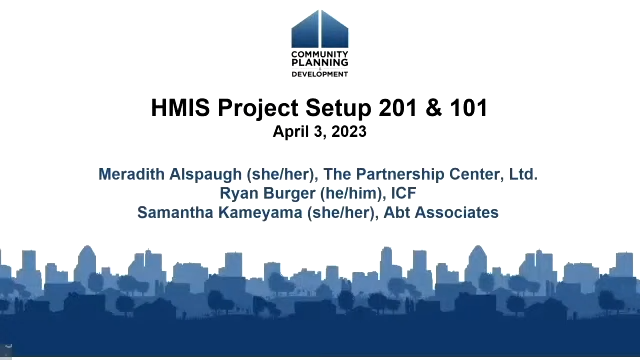 COMMUNITY
PLANNING
DEVELOPMENT
HMIS Project Setup 201 & 101
April 3, 2023
Meradith Alspaugh (she/her), The Partnership Center, Ltd.
Ryan Burger (he/him), ICF
Samantha Kameyama (she/her), Abt Associates